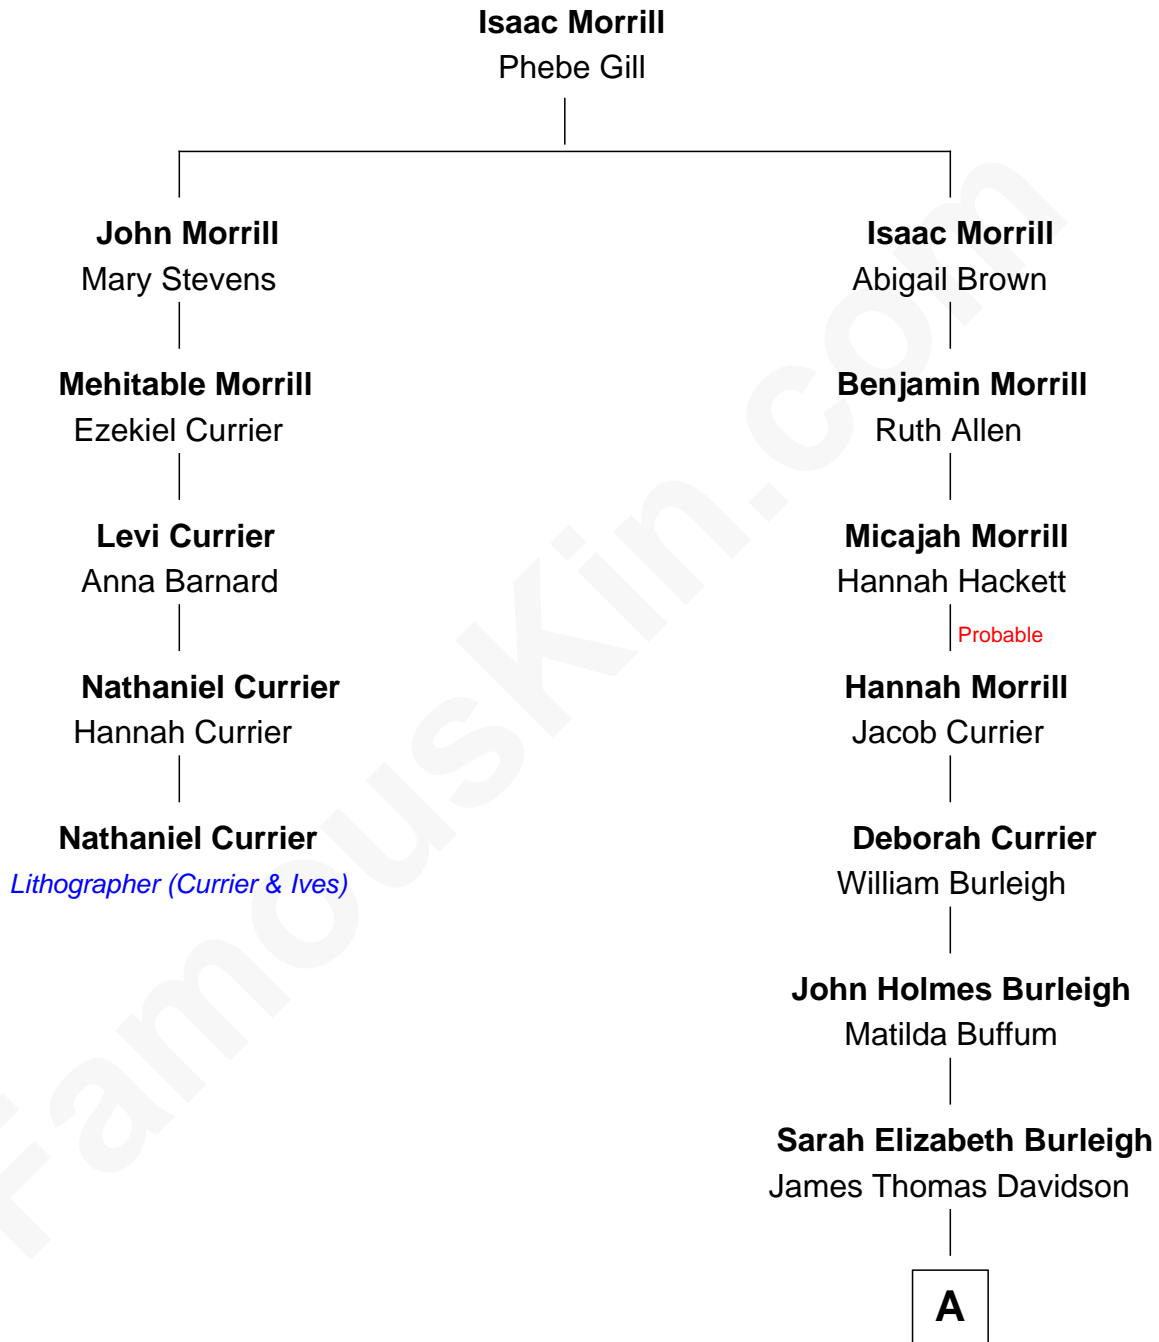 Isaac Morrill
Phebe Gill
John Morrill
Mary Stevens
Mehitable Morrill
Ezekiel Currier
Levi Currier
Anna Barnard
Nathaniel Currier
Hannah Currier
Nathaniel Currier
Lithographer (Currier & Ives)
Isaac Morrill
Abigail Brown
Benjamin Morrill
Ruth Allen
Micajah Morrill
Hannah Hackett
Probable
Hannah Morrill
Jacob Currier
Deborah Currier
William Burleigh
John Holmes Burleigh
Matilda Buffum
Sarah Elizabeth Burleigh
James Thomas Davidson
A
FamousKin.com